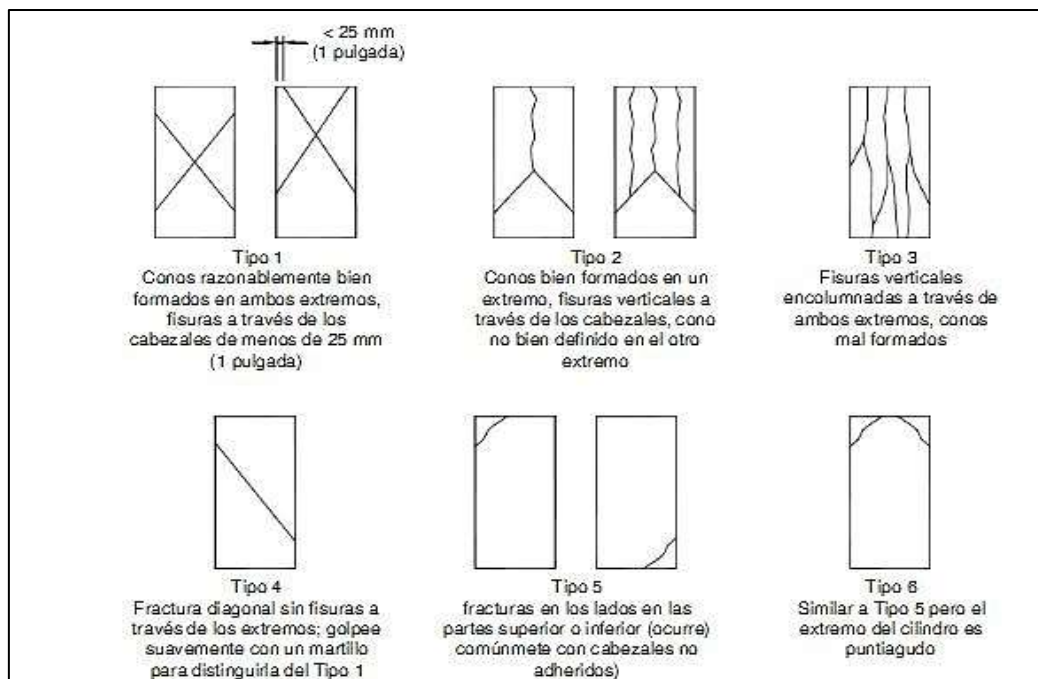 < 25 mm
(1 pulgada)
Tipo 1
Conos razonablemente bien
formados en ambos extremos,
fisuras a través de los
cabezales de menos de 25 mm
(1 pulgada)
Tipo 2
Conos bien formados en un
extremo, fisuras verticales a
través de los cabezales, cono
no bien definido en el otro
extremo
Tipo 3
Fisuras verticales
encolumnadas a través de
ambos extremos, conos
mal formados
Tipo 4
Fractura diagonal sin fisuras a
través de los extremos; golpee
suavemente con un martillo
para distinguirla del Tipo 1
Tipo 5
fracturas en los lados en las
partes superior o inferior (ocurre)
comúnmete con cabezales no
adheridos)
Tipo 6
Similar a Tipo 5 pero el
extremo del cilindro es
puntiagudo